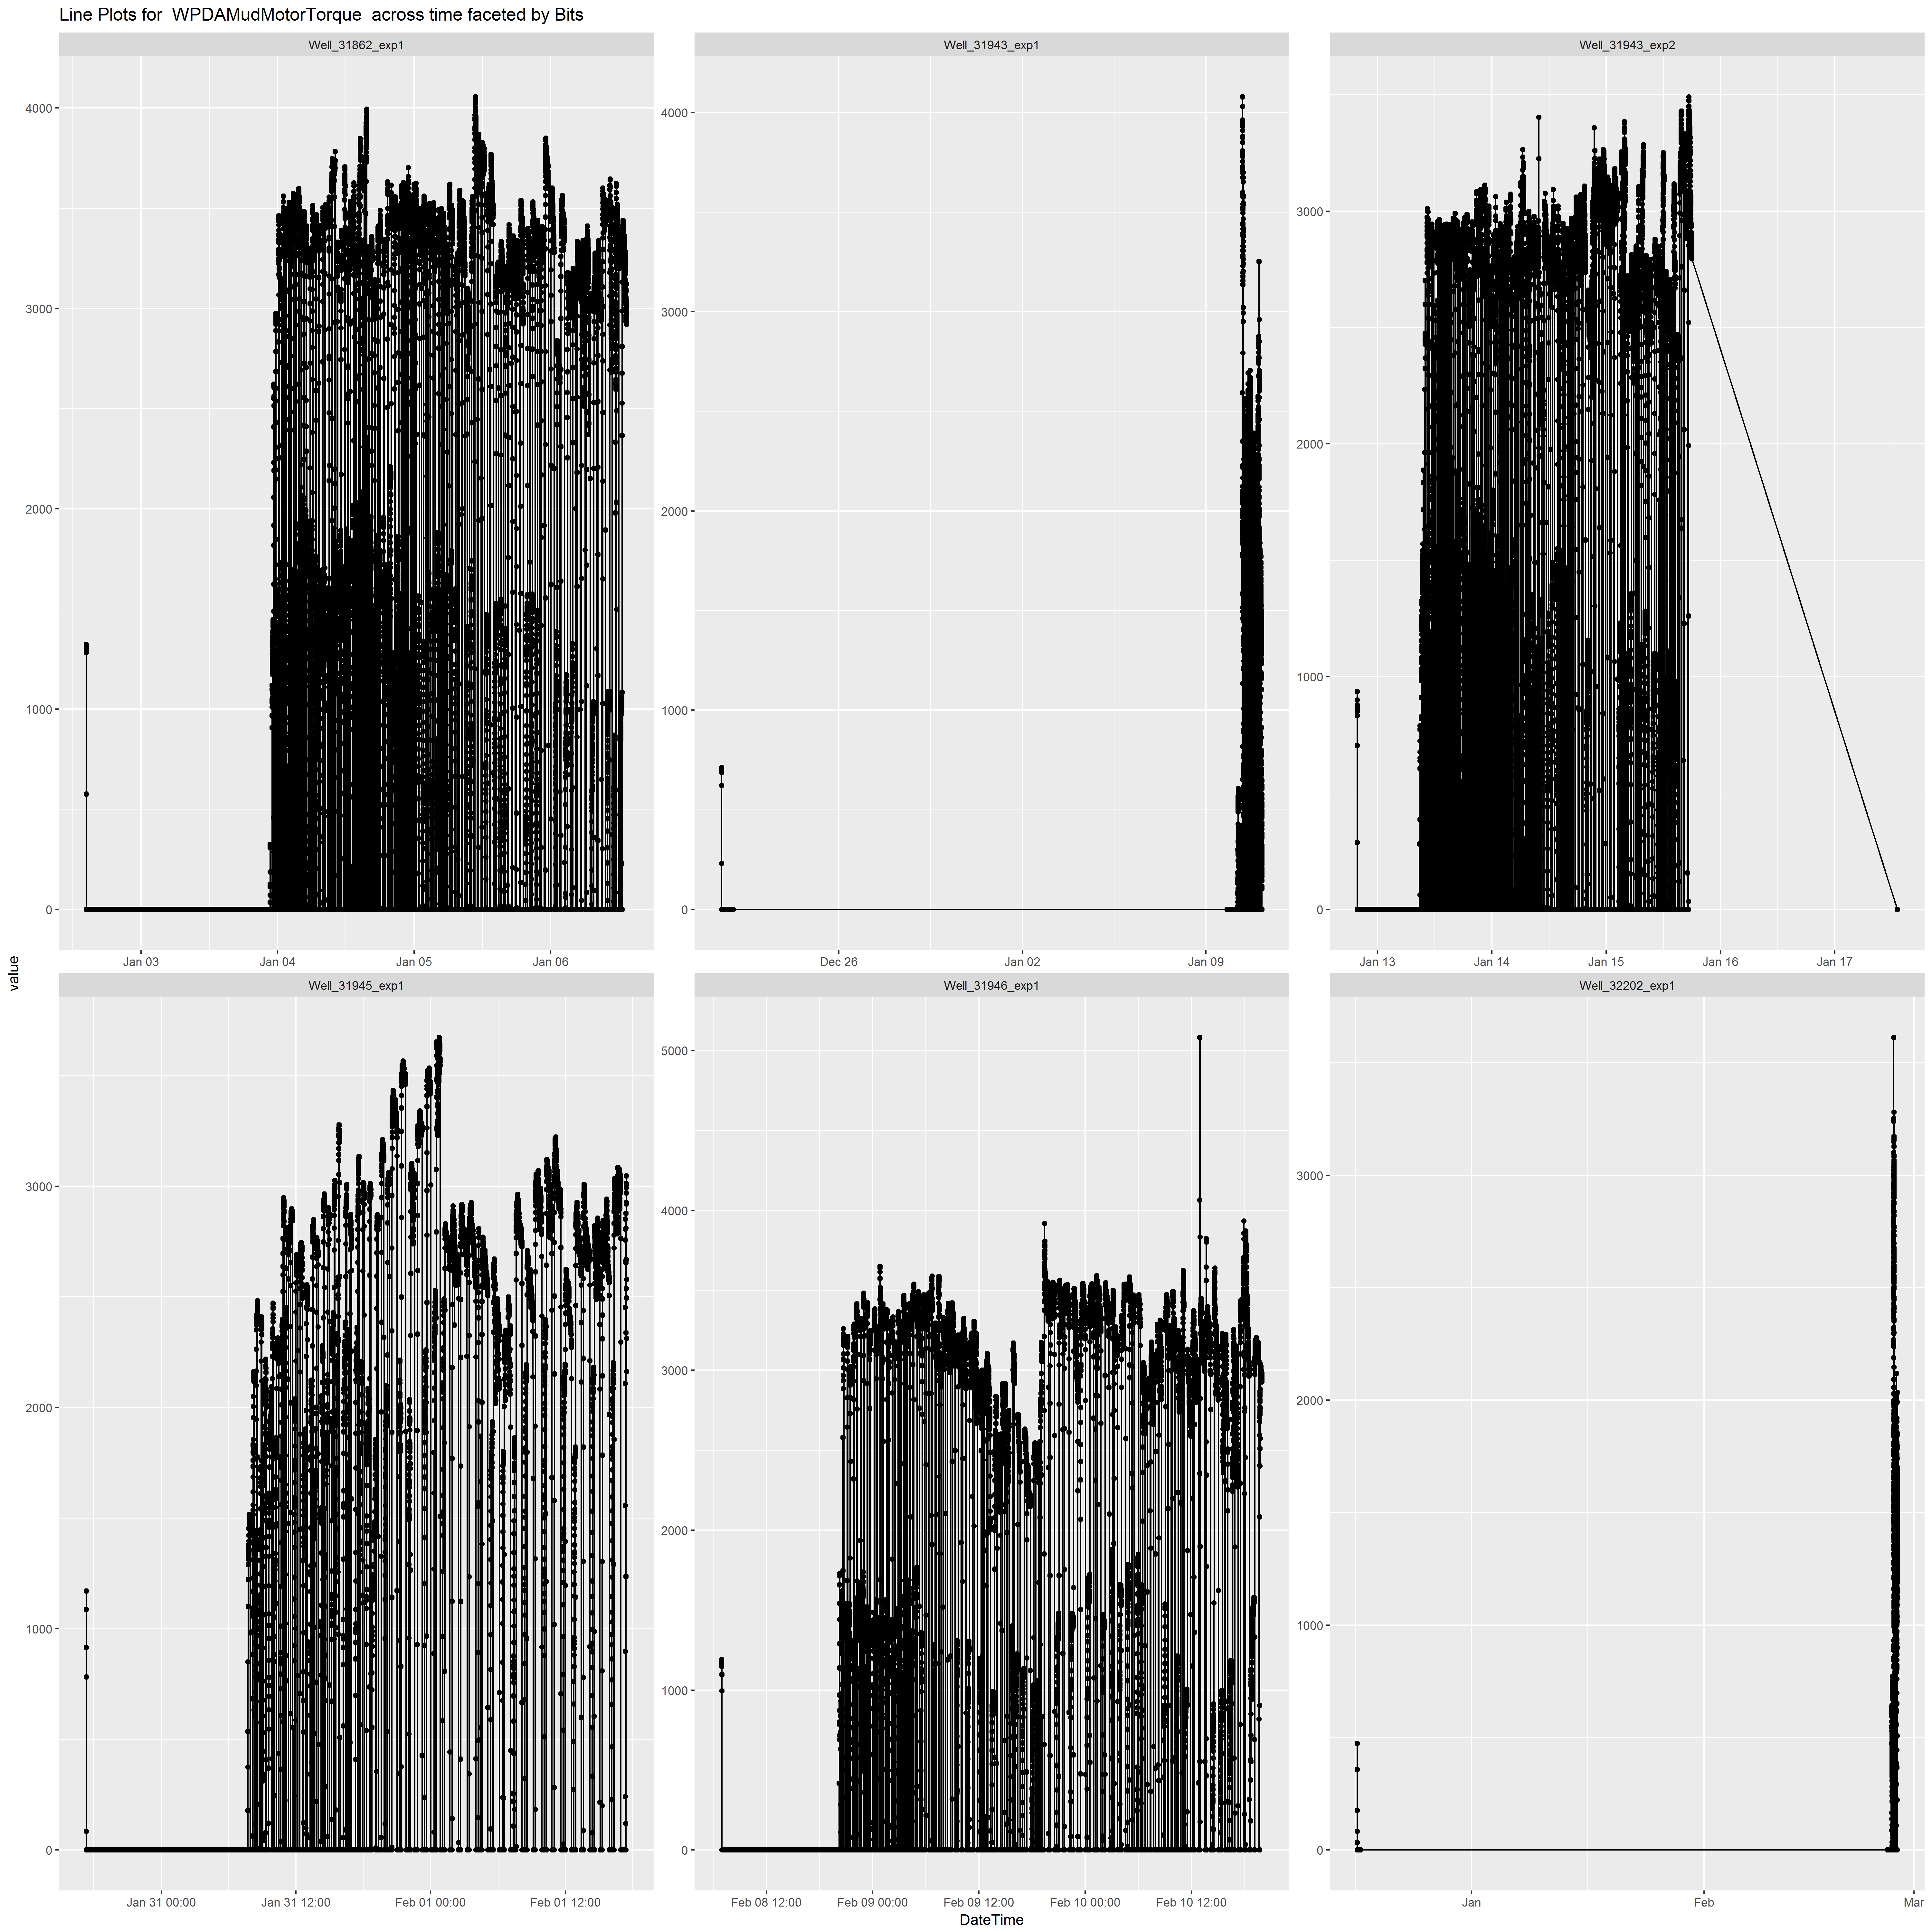 Line Plots for  WPDAMudMotorTorque  across time faceted by Bits
Well_31862_exp1
Well_31943_exp1
Well_31943_exp2
4000
3000
2000
1000
0
4000
3000
2000
1000
0
3000
2000
1000
0
Jan 03 Jan 04 Jan 05 Jan 06
Dec 26 Jan 02 Jan 09
Jan 13 Jan 14 Jan 15 Jan 16 Jan 17
value
Well_31945_exp1
Well_31946_exp1
Well_32202_exp1
3000
2000
1000
0
5000
4000
3000
2000
1000
0
3000
2000
1000
0
Jan 31 00:00 Jan 31 12:00 Feb 01 00:00 Feb 01 12:00
Feb 08 12:00 Feb 09 00:00 Feb 09 12:00 Feb 10 00:00 Feb 10 12:00
Jan Feb Mar
DateTime